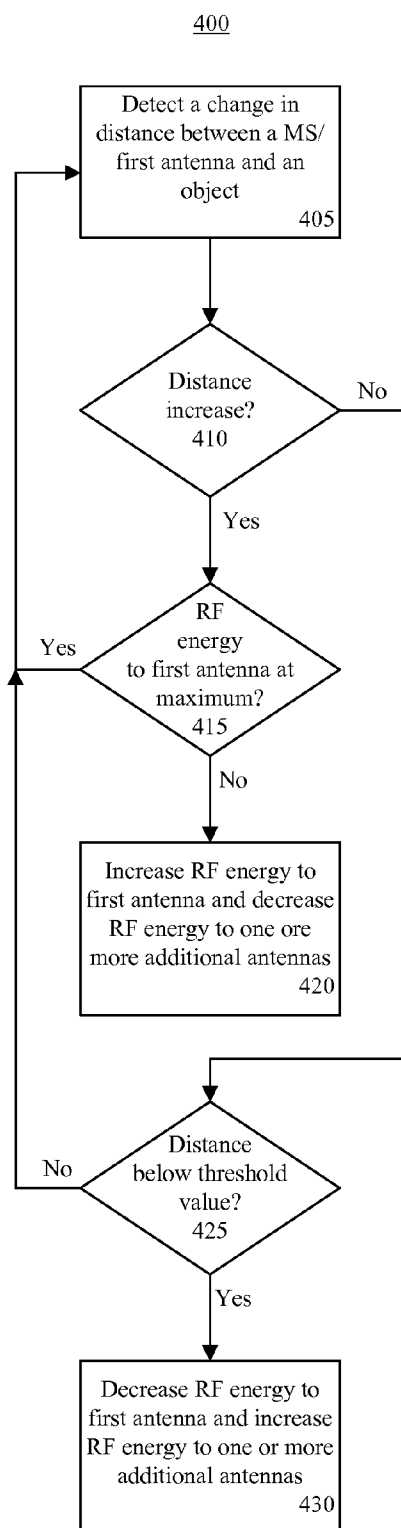 400
Detect a change in
distance between a MS/
first antenna and an
object
405
Distance
increase?
410
No
Yes
RF
energy
to first antenna at
maximum?
415
Yes
No
Increase RF energy to
first antenna and decrease
RF energy to one ore
more additional antennas
420
Distance
below threshold
value?
425
No
Yes
Decrease RF energy to
first antenna and increase
RF energy to one or more
additional antennas
430